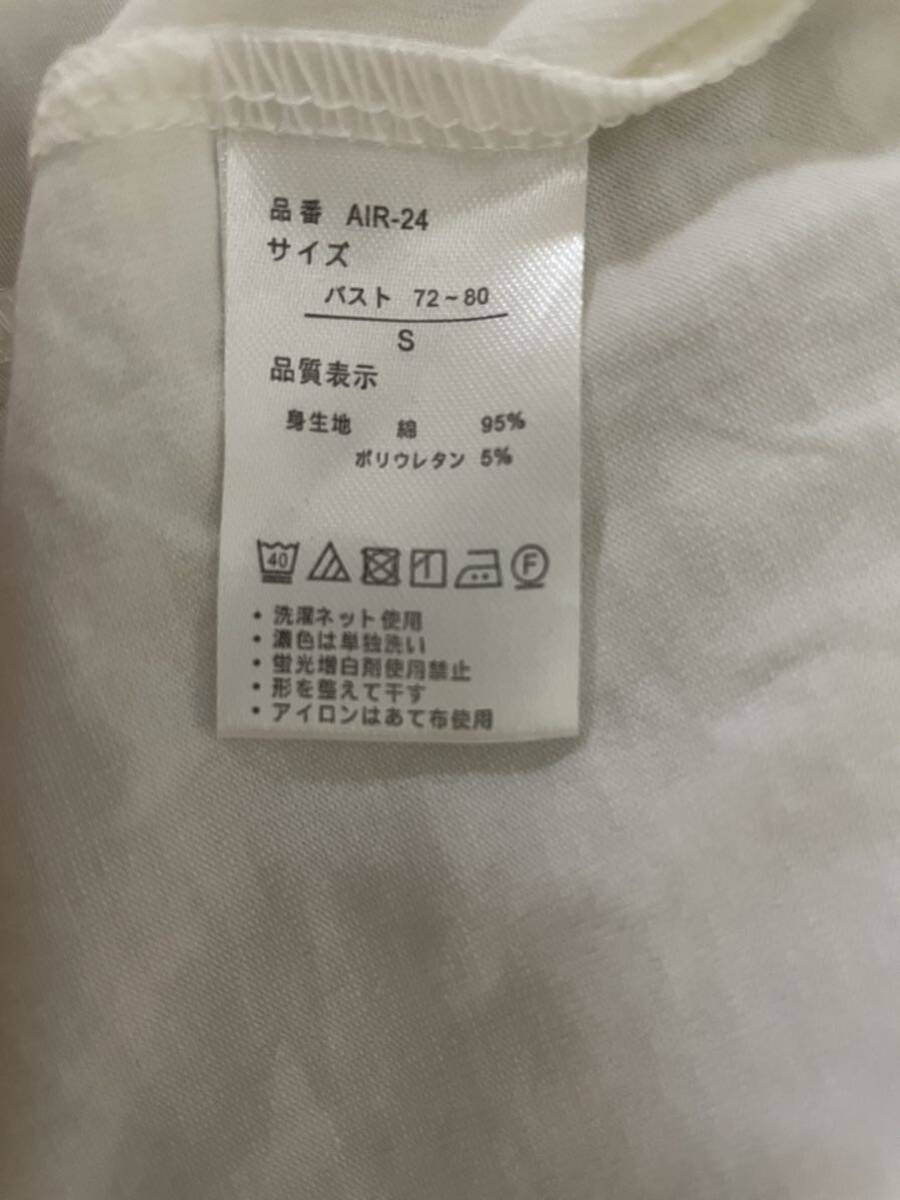 品番 AIR-24
サイズ
バスト 72~80
S
品質表示
身生地 綿 95%
ポリウレタン 5%
40 F
・洗濯ネット使用
・濃色は単独洗い
・蛍光増白剤使用禁止
・形を整えて干す
・アイロンはあて布使用